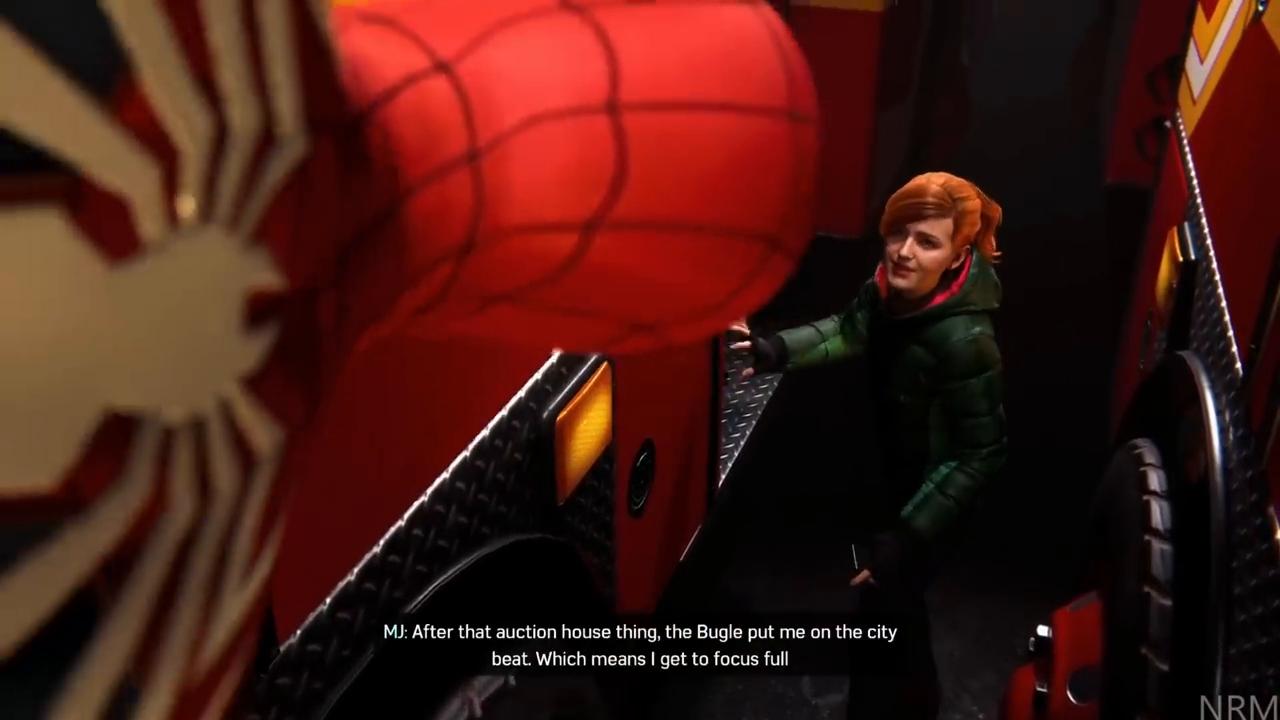 MJ: After that auction house thing, the Bugle put me on the city
beat. Which means I get to focus full
NRM